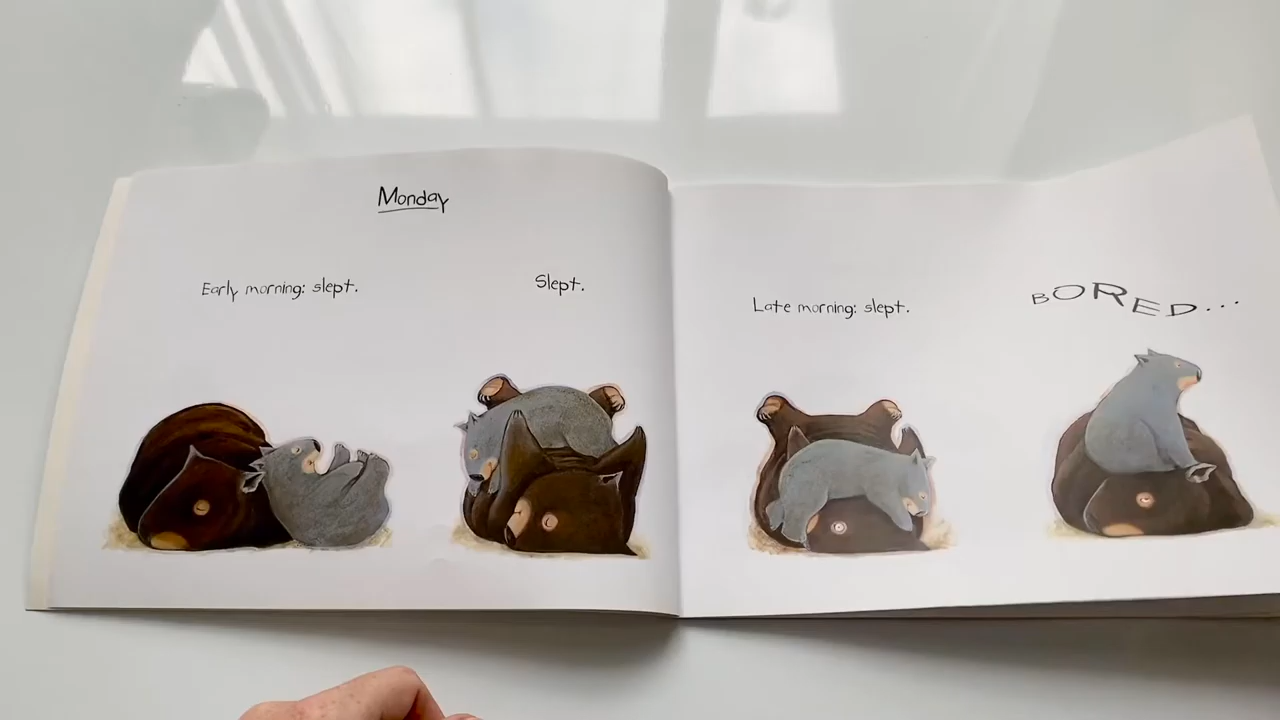 Monday
Early morning: slept.
Slept.
Late morning: slept.
BORED...